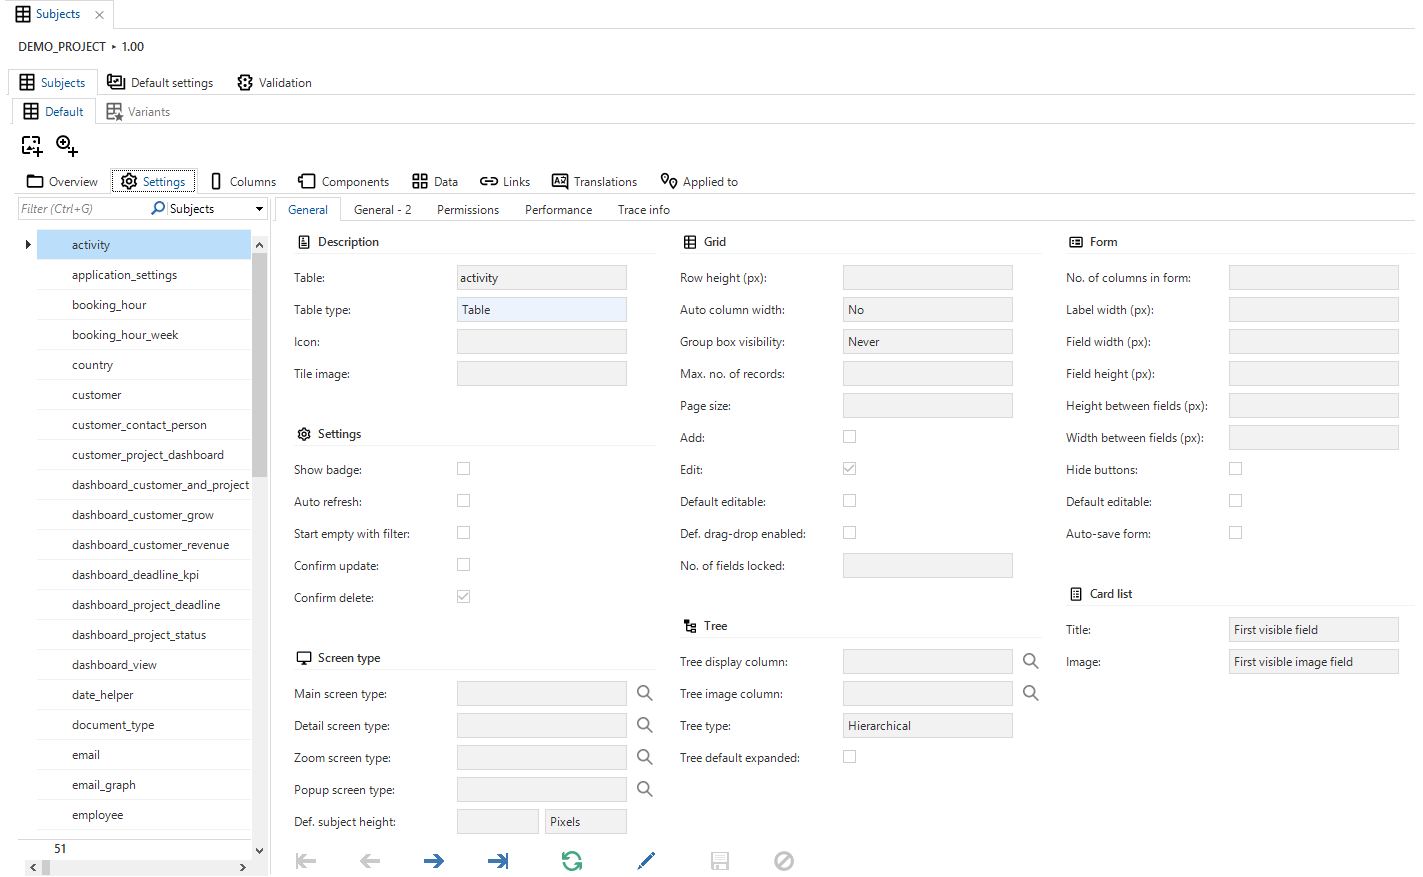 Subjects
DEMO_PROJECT ▸ 1.00
Subjects Default settings Validation
Default Variants
Overview Settings Columns Components Data Links Translations Applied to
Filter (Ctrl+G) Subjects
General General - 2 Permissions Performance Trace info
activity
application_settings
booking_hour
booking_hour_week
country
customer
customer_contact_person
customer_project_dashboard
dashboard_customer_and_project
dashboard_customer_grow
dashboard_customer_revenue
dashboard_deadline_kpi
dashboard_project_deadline
dashboard_project_status
dashboard_view
date_helper
document_type
email
email_graph
employee
51
Description
Table: activity
Table type: Table
Icon:
Tile image:
Settings
Show badge:
Auto refresh:
Start empty with filter:
Confirm update:
Confirm delete:
Screen type
Main screen type:
Detail screen type:
Zoom screen type:
Popup screen type:
Def. subject height: Pixels
Grid
Row height (px):
Auto column width: No
Group box visibility: Never
Max. no. of records:
Page size:
Add:
Edit:
Default editable:
Def. drag-drop enabled:
No. of fields locked:
Tree
Tree display column:
Tree image column:
Tree type: Hierarchical
Tree default expanded:
Form
No. of columns in form:
Label width (px):
Field width (px):
Field height (px):
Height between fields (px):
Width between fields (px):
Hide buttons:
Default editable:
Auto-save form:
Card list
Title: First visible field
Image: First visible image field